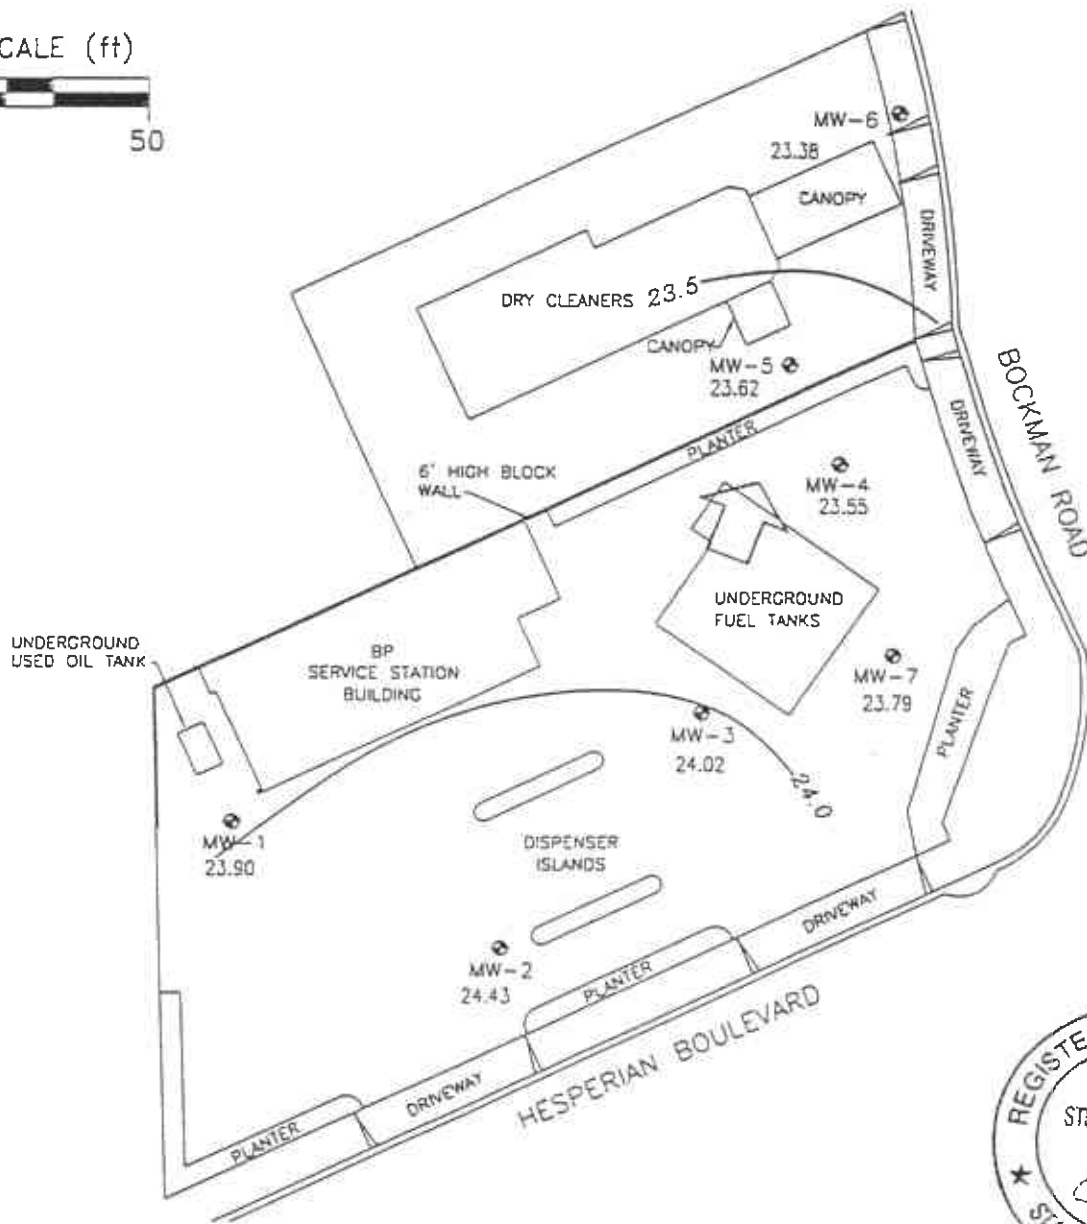 CALE (ft)
50
MW-6
23.38
CANOPY
DRIVEWAY
DRY CLEANERS 23.5
CANOPY
MW-5
23.62
BOCKMAN ROAD
DRIVEWAY
PLANTER
6' HIGH BLOCK
WALL
MW-4
23.55
UNDERGROUND
FUEL TANKS
UNDERGROUND
USED OIL TANK
BP
SERVICE STATION
BUILDING
MW-7
23.79
PLANTER
MW-3
24.02
24.0
MW-1
23.90
DISPENSER
ISLANDS
DRIVEWAY
MW-2
24.43
PLANTER
HESPERIAN BOULEVARD
DRIVEWAY
PLANTER
REGISTE